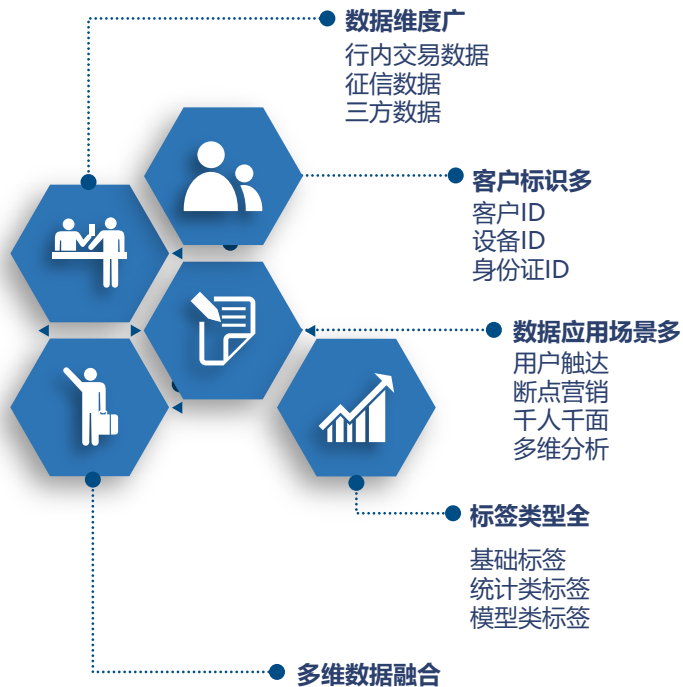 数据维度广
行内交易数据
征信数据
三方数据
客户标识多
客户ID
设备ID
身份证ID
数据应用场景多
用户触达
断点营销
千人千面
多维分析
标签类型全
基础标签
统计类标签
模型类标签
多维数据融合